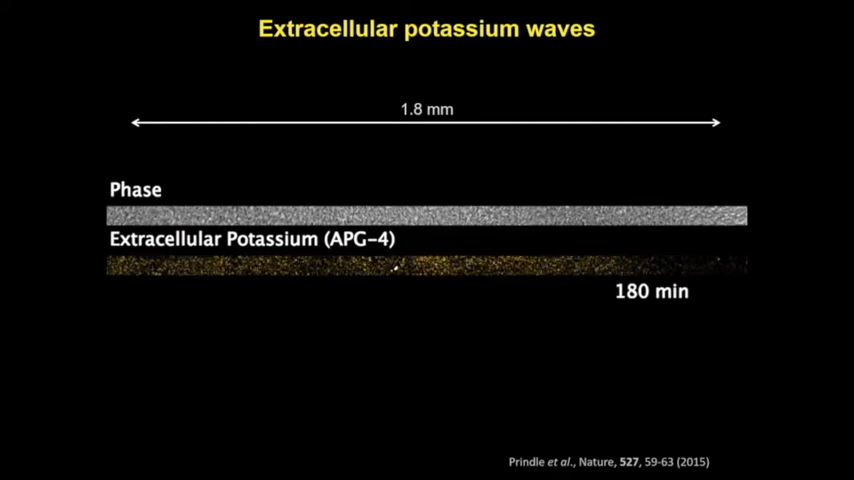 Extracellular potassium waves
1.8 mm
Phase
Extracellular Potassium (APG-4)
180 min
Prindle et al., Nature, 527, 59-63 (2015)